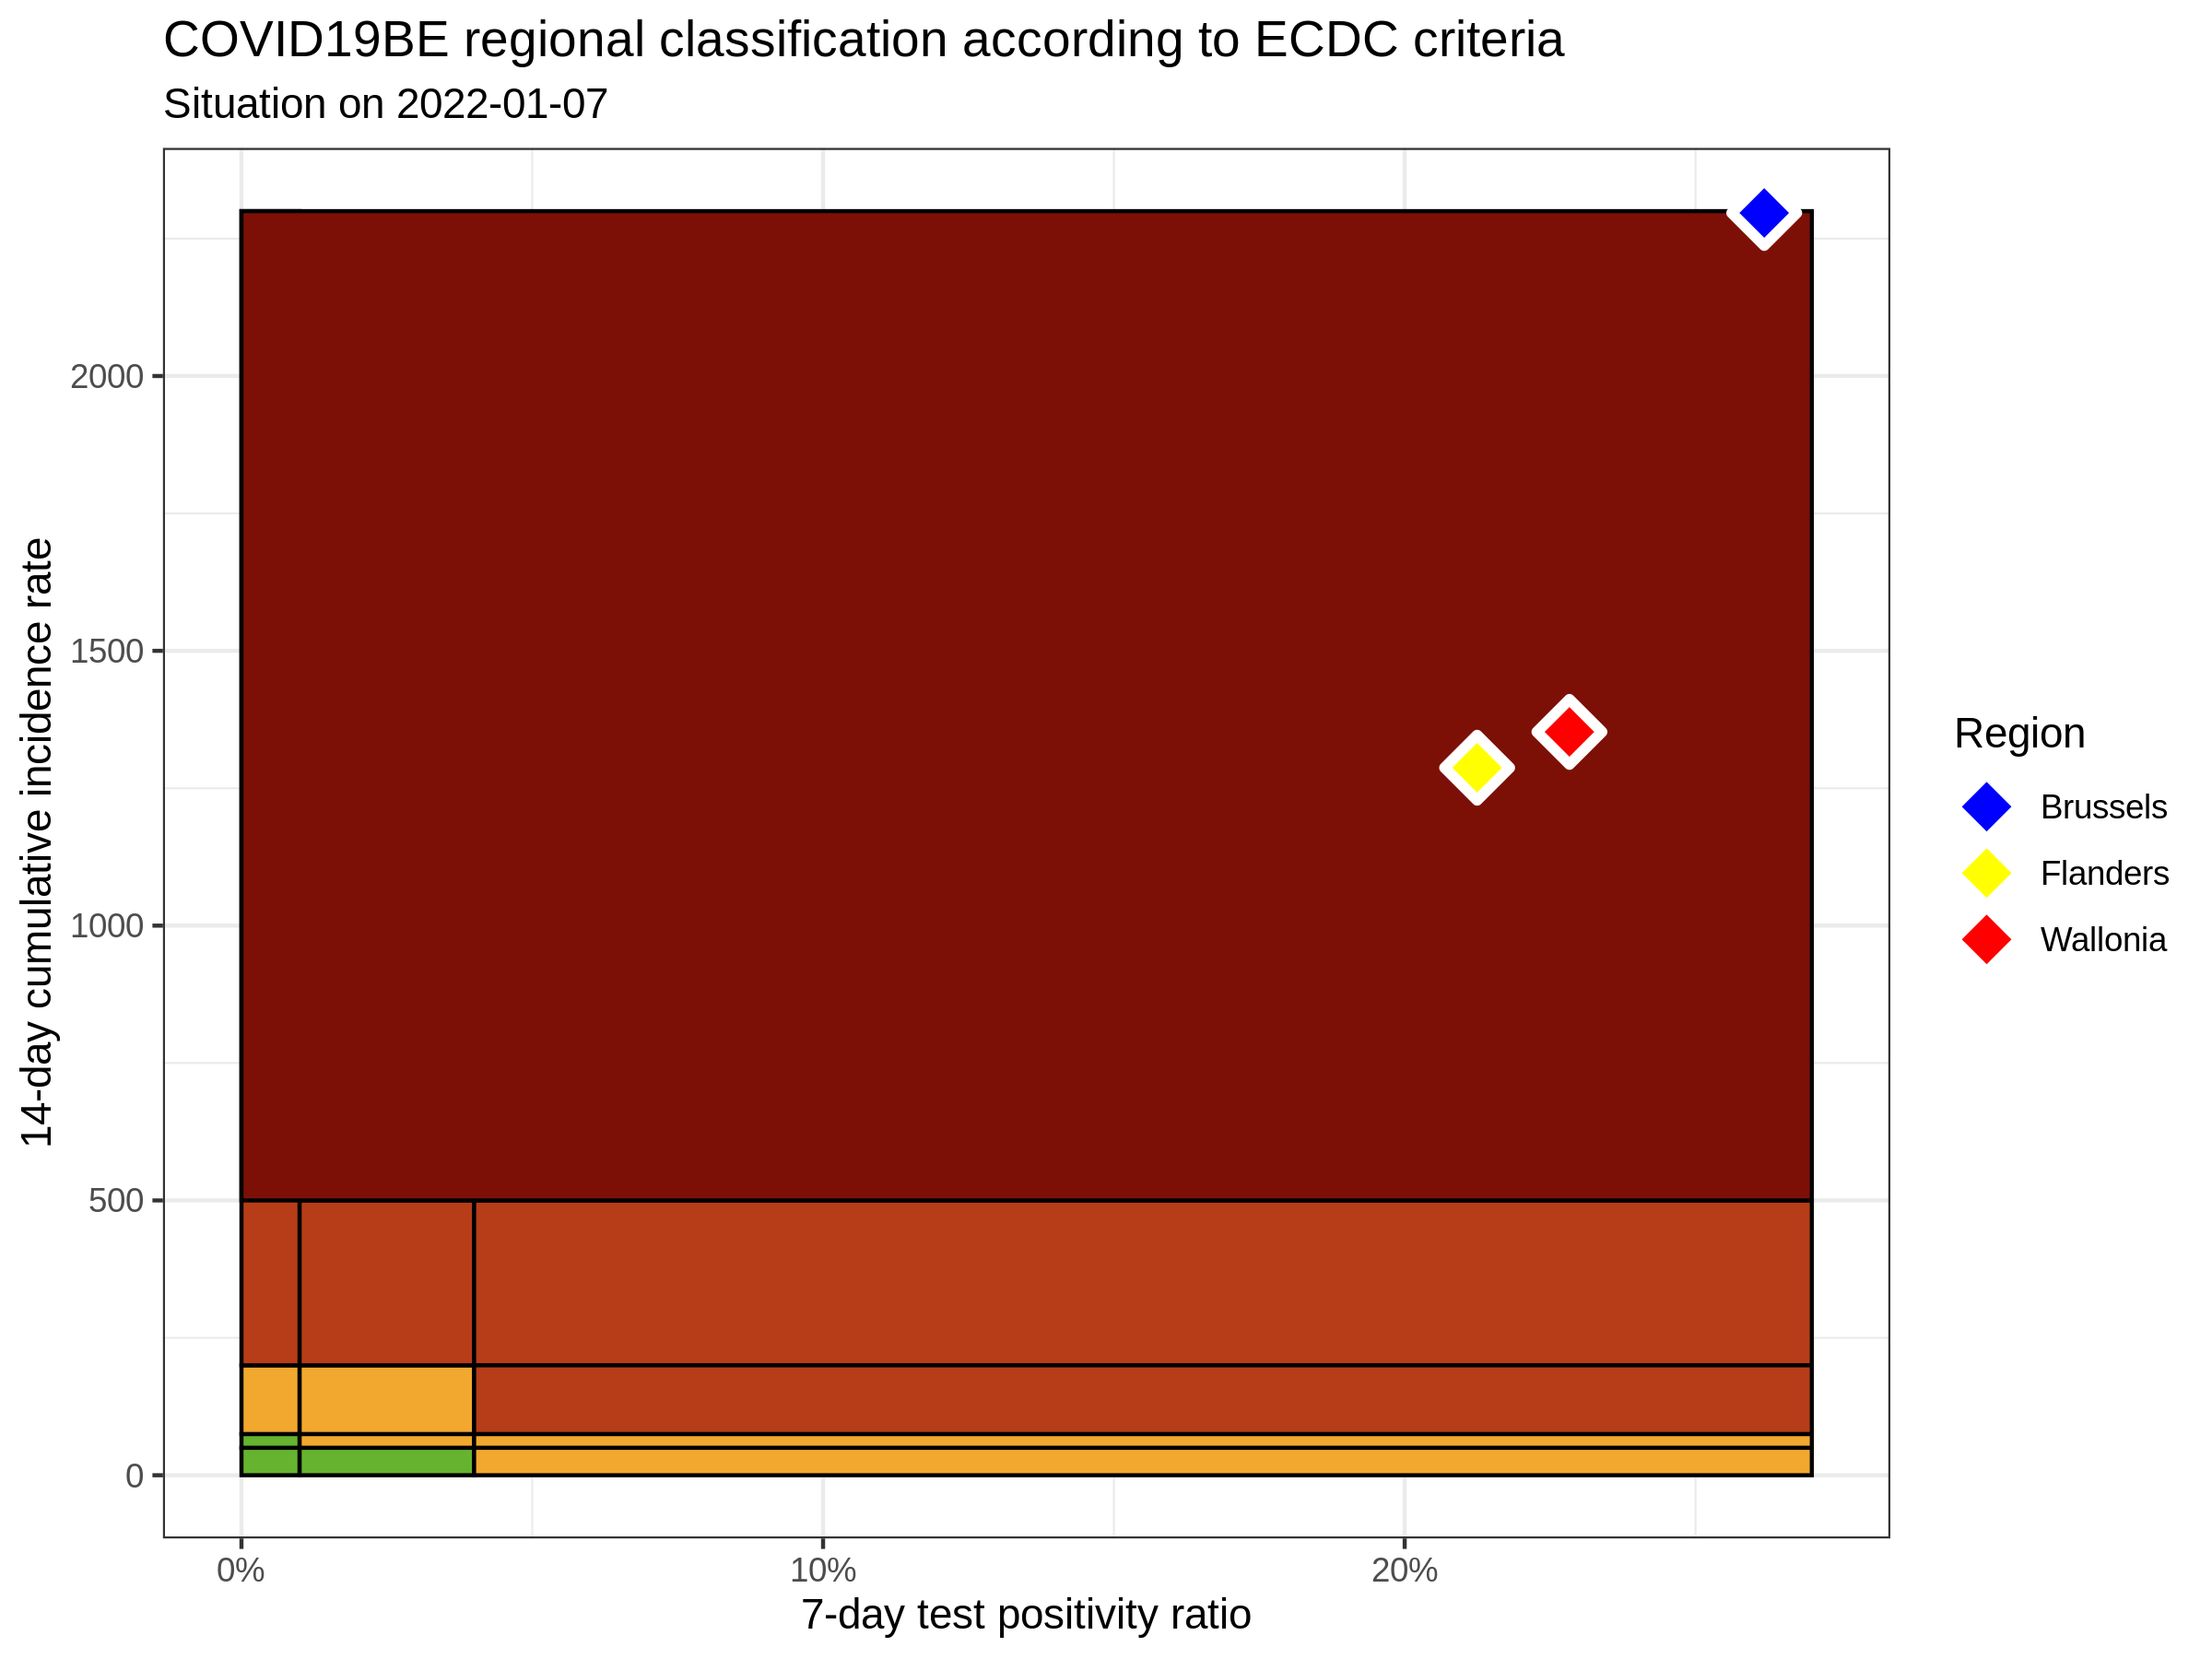 COVID19BE regional classification according to ECDC criteria
Situation on 2022-01-07
14-day cumulative incidence rate
2000
1500
1000
500
0
0%
10%
20%
7-day test positivity ratio
Region
Brussels
Flanders
Wallonia